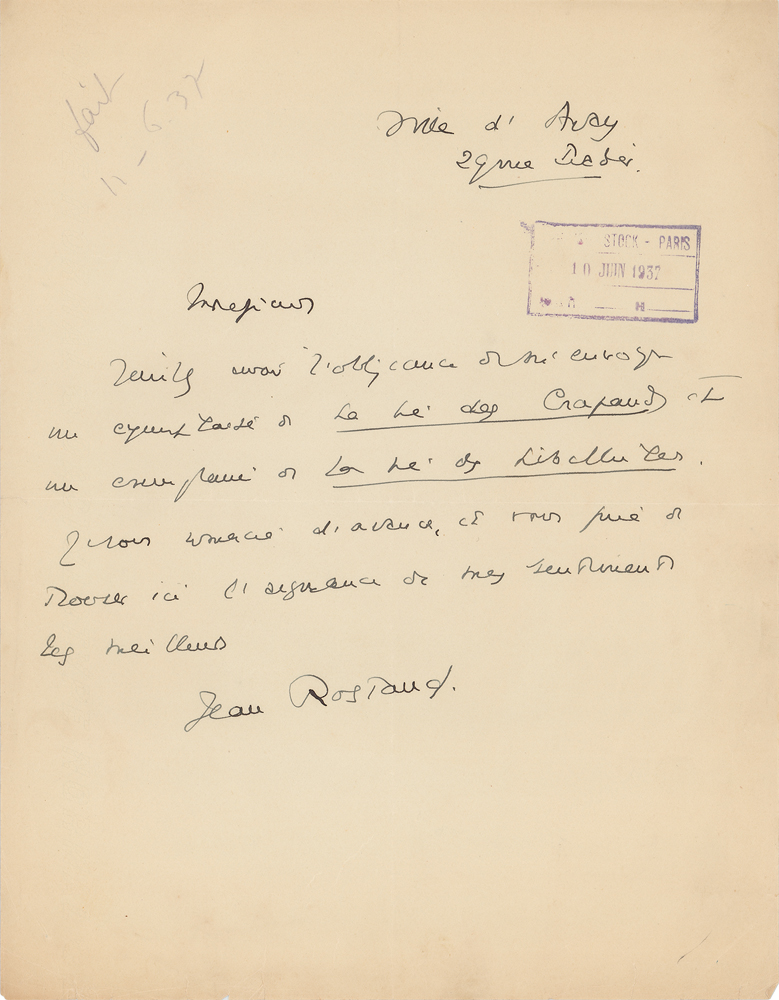 fait
11-6.37
Ville d'Avray
29 rue Pradier.
STOCK - PARIS
10 JUIN 1937
H
Monsieur
Veuillez avoir l'obligeance de m'envoyer
un exemplaire de La Vie des Crapauds et
un exemplaire de La Vie des Libellules.
Je vous remercie d'avance, et vous prie de
trouver ici l'assurance de mes sentiments
les meilleurs
Jean Rostand.